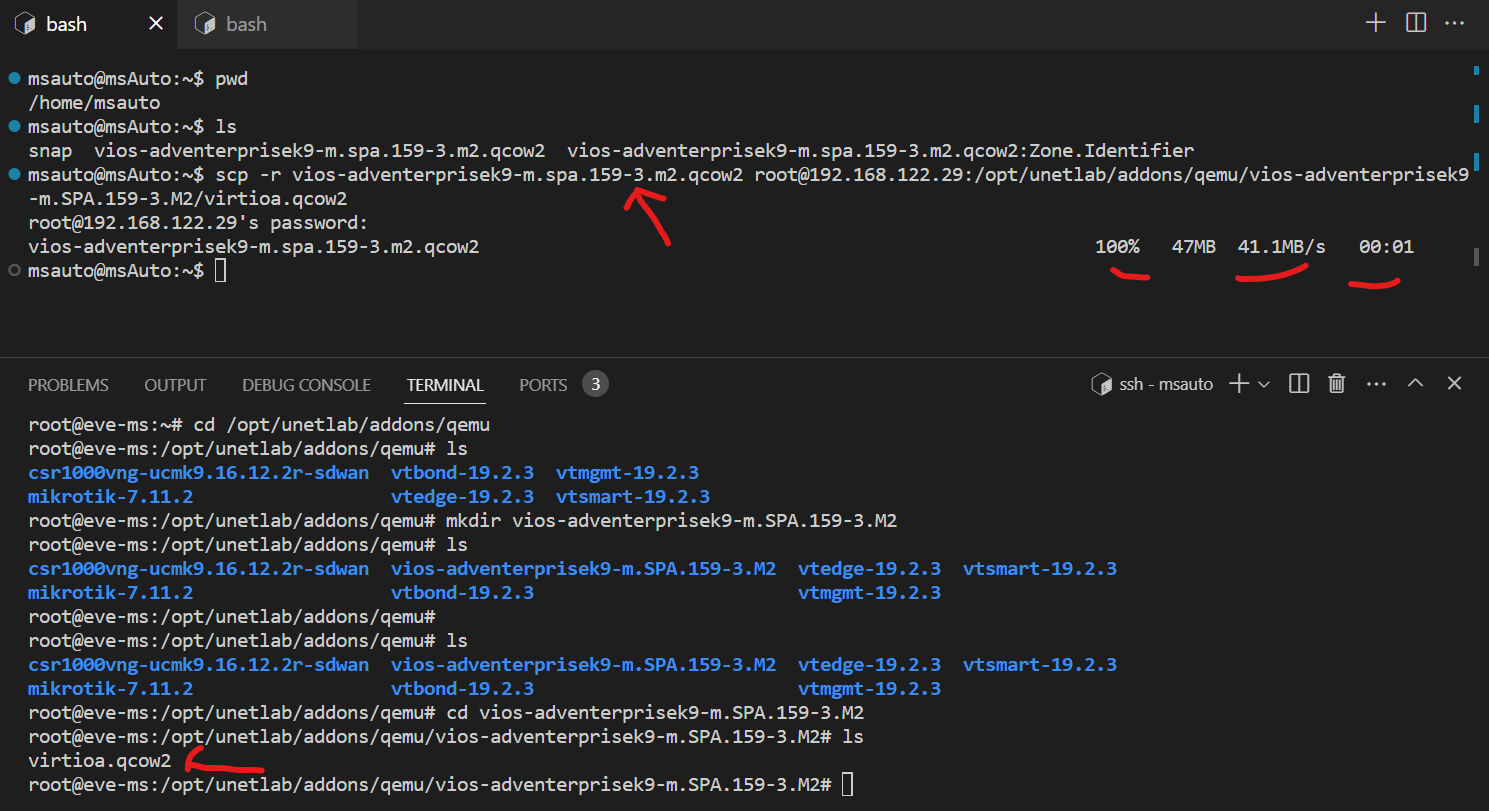 bash bash
msauto@msAuto:~$ pwd
/home/msauto
msauto@msAuto:~$ ls
snap  vios-adventerprisek9-m.spa.159-3.m2.qcow2  vios-adventerprisek9-m.spa.159-3.m2.qcow2:Zone.Identifier
msauto@msAuto:~$ scp -r vios-adventerprisek9-m.spa.159-3.m2.qcow2 root@192.168.122.29:/opt/unetlab/addons/qemu/vios-adventerprisek9
-m.SPA.159-3.M2/virtioa.qcow2
root@192.168.122.29's password:
vios-adventerprisek9-m.spa.159-3.m2.qcow2 100% 47MB 41.1MB/s 00:01
msauto@msAuto:~$
PROBLEMS OUTPUT DEBUG CONSOLE TERMINAL PORTS 3 ssh - msauto
root@eve-ms:~# cd /opt/unetlab/addons/qemu
root@eve-ms:/opt/unetlab/addons/qemu# ls
csr1000vng-ucmk9.16.12.2r-sdwan  vtbond-19.2.3  vtmgmt-19.2.3
mikrotik-7.11.2  vtedge-19.2.3  vtsmart-19.2.3
root@eve-ms:/opt/unetlab/addons/qemu# mkdir vios-adventerprisek9-m.SPA.159-3.M2
root@eve-ms:/opt/unetlab/addons/qemu# ls
csr1000vng-ucmk9.16.12.2r-sdwan  vios-adventerprisek9-m.SPA.159-3.M2  vtedge-19.2.3  vtsmart-19.2.3
mikrotik-7.11.2  vtbond-19.2.3  vtmgmt-19.2.3
root@eve-ms:/opt/unetlab/addons/qemu#
root@eve-ms:/opt/unetlab/addons/qemu# ls
csr1000vng-ucmk9.16.12.2r-sdwan  vios-adventerprisek9-m.SPA.159-3.M2  vtedge-19.2.3  vtsmart-19.2.3
mikrotik-7.11.2  vtbond-19.2.3  vtmgmt-19.2.3
root@eve-ms:/opt/unetlab/addons/qemu# cd vios-adventerprisek9-m.SPA.159-3.M2
root@eve-ms:/opt/unetlab/addons/qemu/vios-adventerprisek9-m.SPA.159-3.M2# ls
virtioa.qcow2
root@eve-ms:/opt/unetlab/addons/qemu/vios-adventerprisek9-m.SPA.159-3.M2#